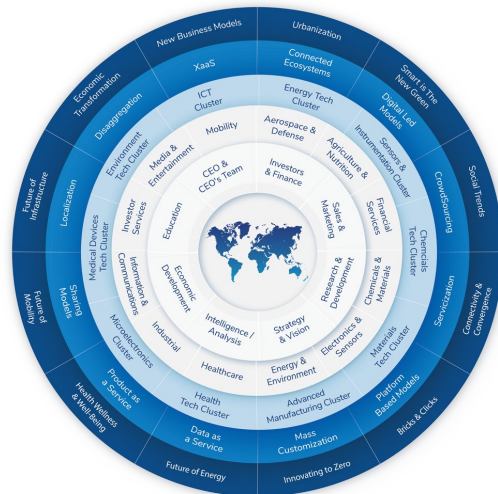 New Business Models
Urbanization
Smart is The
New Green
Social Trends
Connectivity &
Convergence
Bricks & Clicks
Innovating to Zero
Future of Energy
Health Wellness
& Well-Being
Future of
Mobility
Future of
Infrastructure
Economic
Transformation
XaaS
Connected
Ecosystems
Digital Led
Models
CrowdSourcing
Servicization
Platform
Based Models
Mass
Customization
Data as
a Service
Product as
a Service
Sharing
Models
Localization
Disaggregation
ICT
Cluster
Energy Tech
Cluster
Sensors &
Instrumentation Cluster
Chemcials
Tech Cluster
Materials
Tech Cluster
Advanced
Manufacturing Cluster
Health
Tech Cluster
Microelectronics
Cluster
Medical Devices
Tech Cluster
Environment
Tech Cluster
Mobility
Aerospace &
Defense
Agriculture &
Nutrition
Financial
Services
Chemicals &
Materials
Electronics &
Sensors
Energy &
Environment
Healthcare
Industrial
Information &
Communications
Investor
Services
Media &
Entertainment
CEO &
CEO's Team
Investors
& Finance
Sales &
Marketing
Research &
Development
Strategy
& Vision
Intelligence /
Analysis
Economic
Development
Education